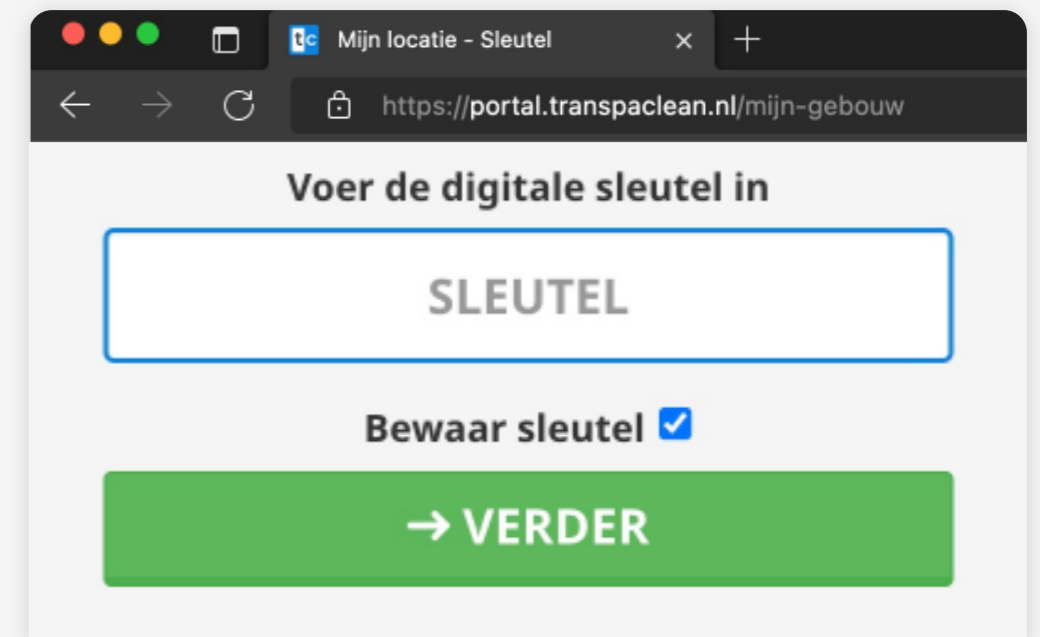 tc Mijn locatie - Sleutel
https://portal.transpaclean.nl/mijn-gebouw
Voer de digitale sleutel in
SLEUTEL
Bewaar sleutel
→ VERDER